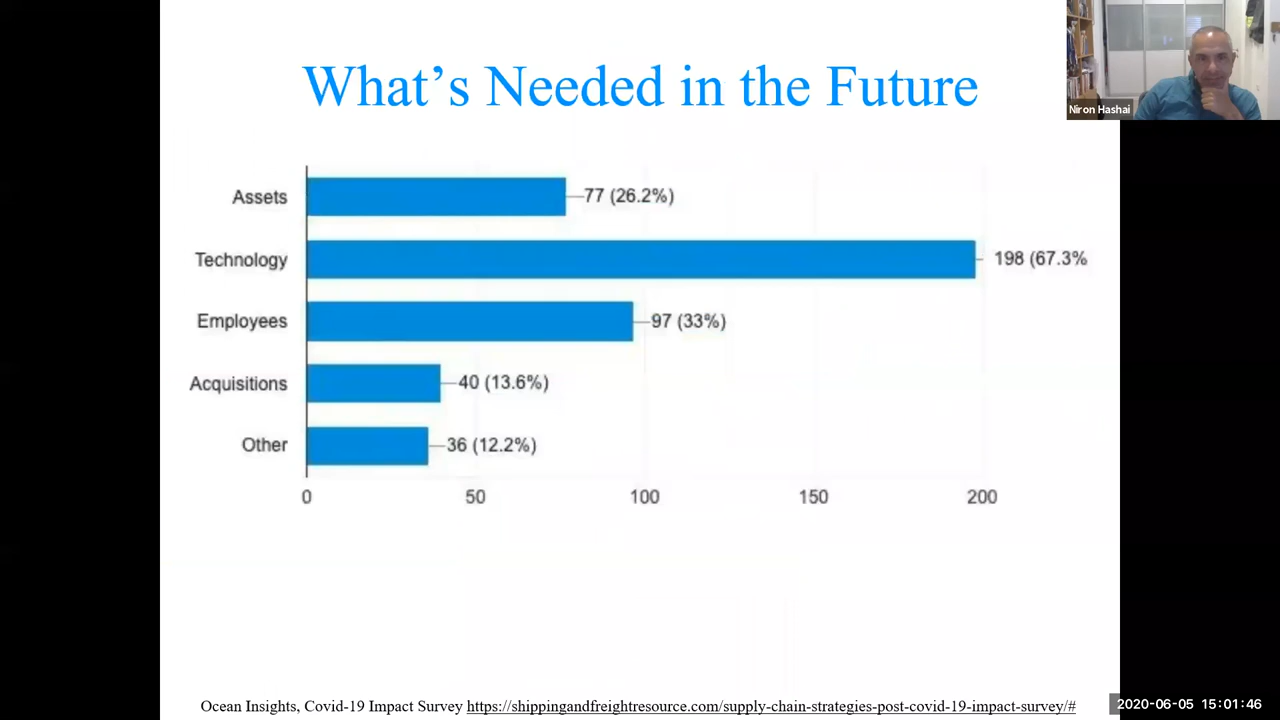 What's Needed in the Future
Niron Hashai
Assets
77 (26.2%)
Technology
198 (67.3%
Employees
97 (33%)
Acquisitions
40 (13.6%)
Other
36 (12.2%)
0 50 100 150 200
Ocean Insights, Covid-19 Impact Survey https://shippingandfreightresource.com/supply-chain-strategies-post-covid-19-impact-survey/#
2020-06-05 15:01:46